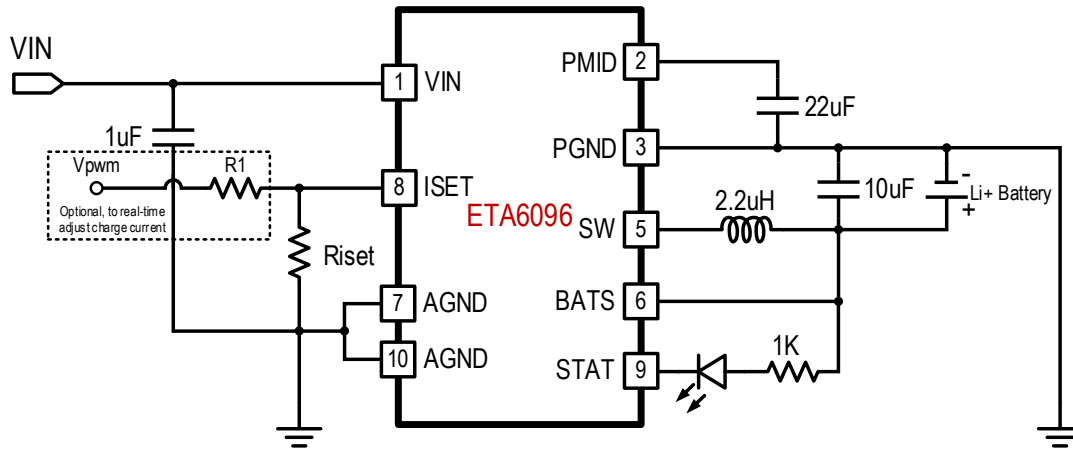 VIN
1uF
Vpwm
R1
Optional, to real-time
adjust charge current
Riset
1
VIN
8
ISET
7
AGND
10
AGND
ETA6096
PMID
2
PGND
3
SW
5
BATS
6
STAT
9
22uF
10uF
-
Li+ Battery
+
2.2uH
1K